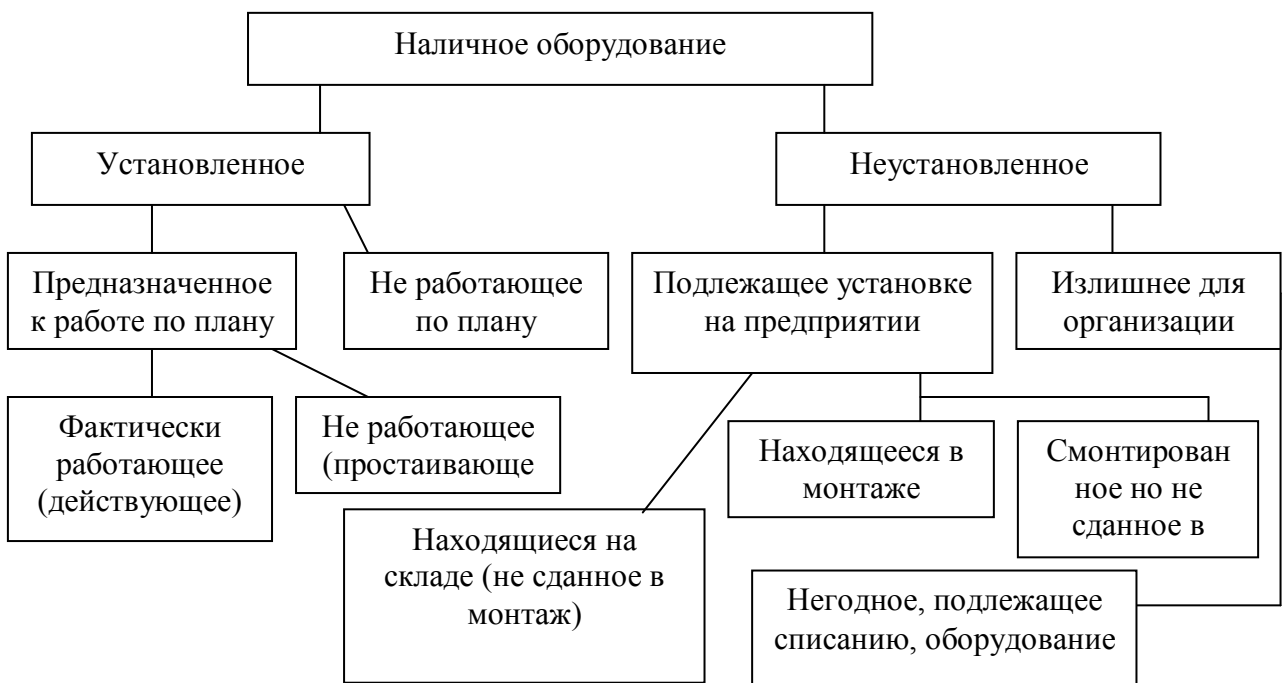 Наличное оборудование
Установленное
Неустановленное
Предназначенное
к работе по плану
Не работающее
по плану
Подлежащее установке
на предприятии
Излишнее для
организации
Фактически
работающее
(действующее)
Не работающее
(простаивающе
Находящееся в
монтаже
Смонтирован
ное но не
сданное в
Находящиеся на
складе (не сданное в
монтаж)
Негодное, подлежащее
списанию, оборудование